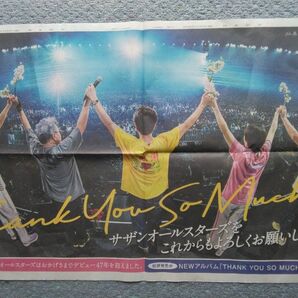 Thank You So Much
サザンオールスターズを
これからもよろしくお願いし
オールスターズはおかげさまでデビュー47年を迎えました
NEWアルバム「THANK YOU SO MUCH